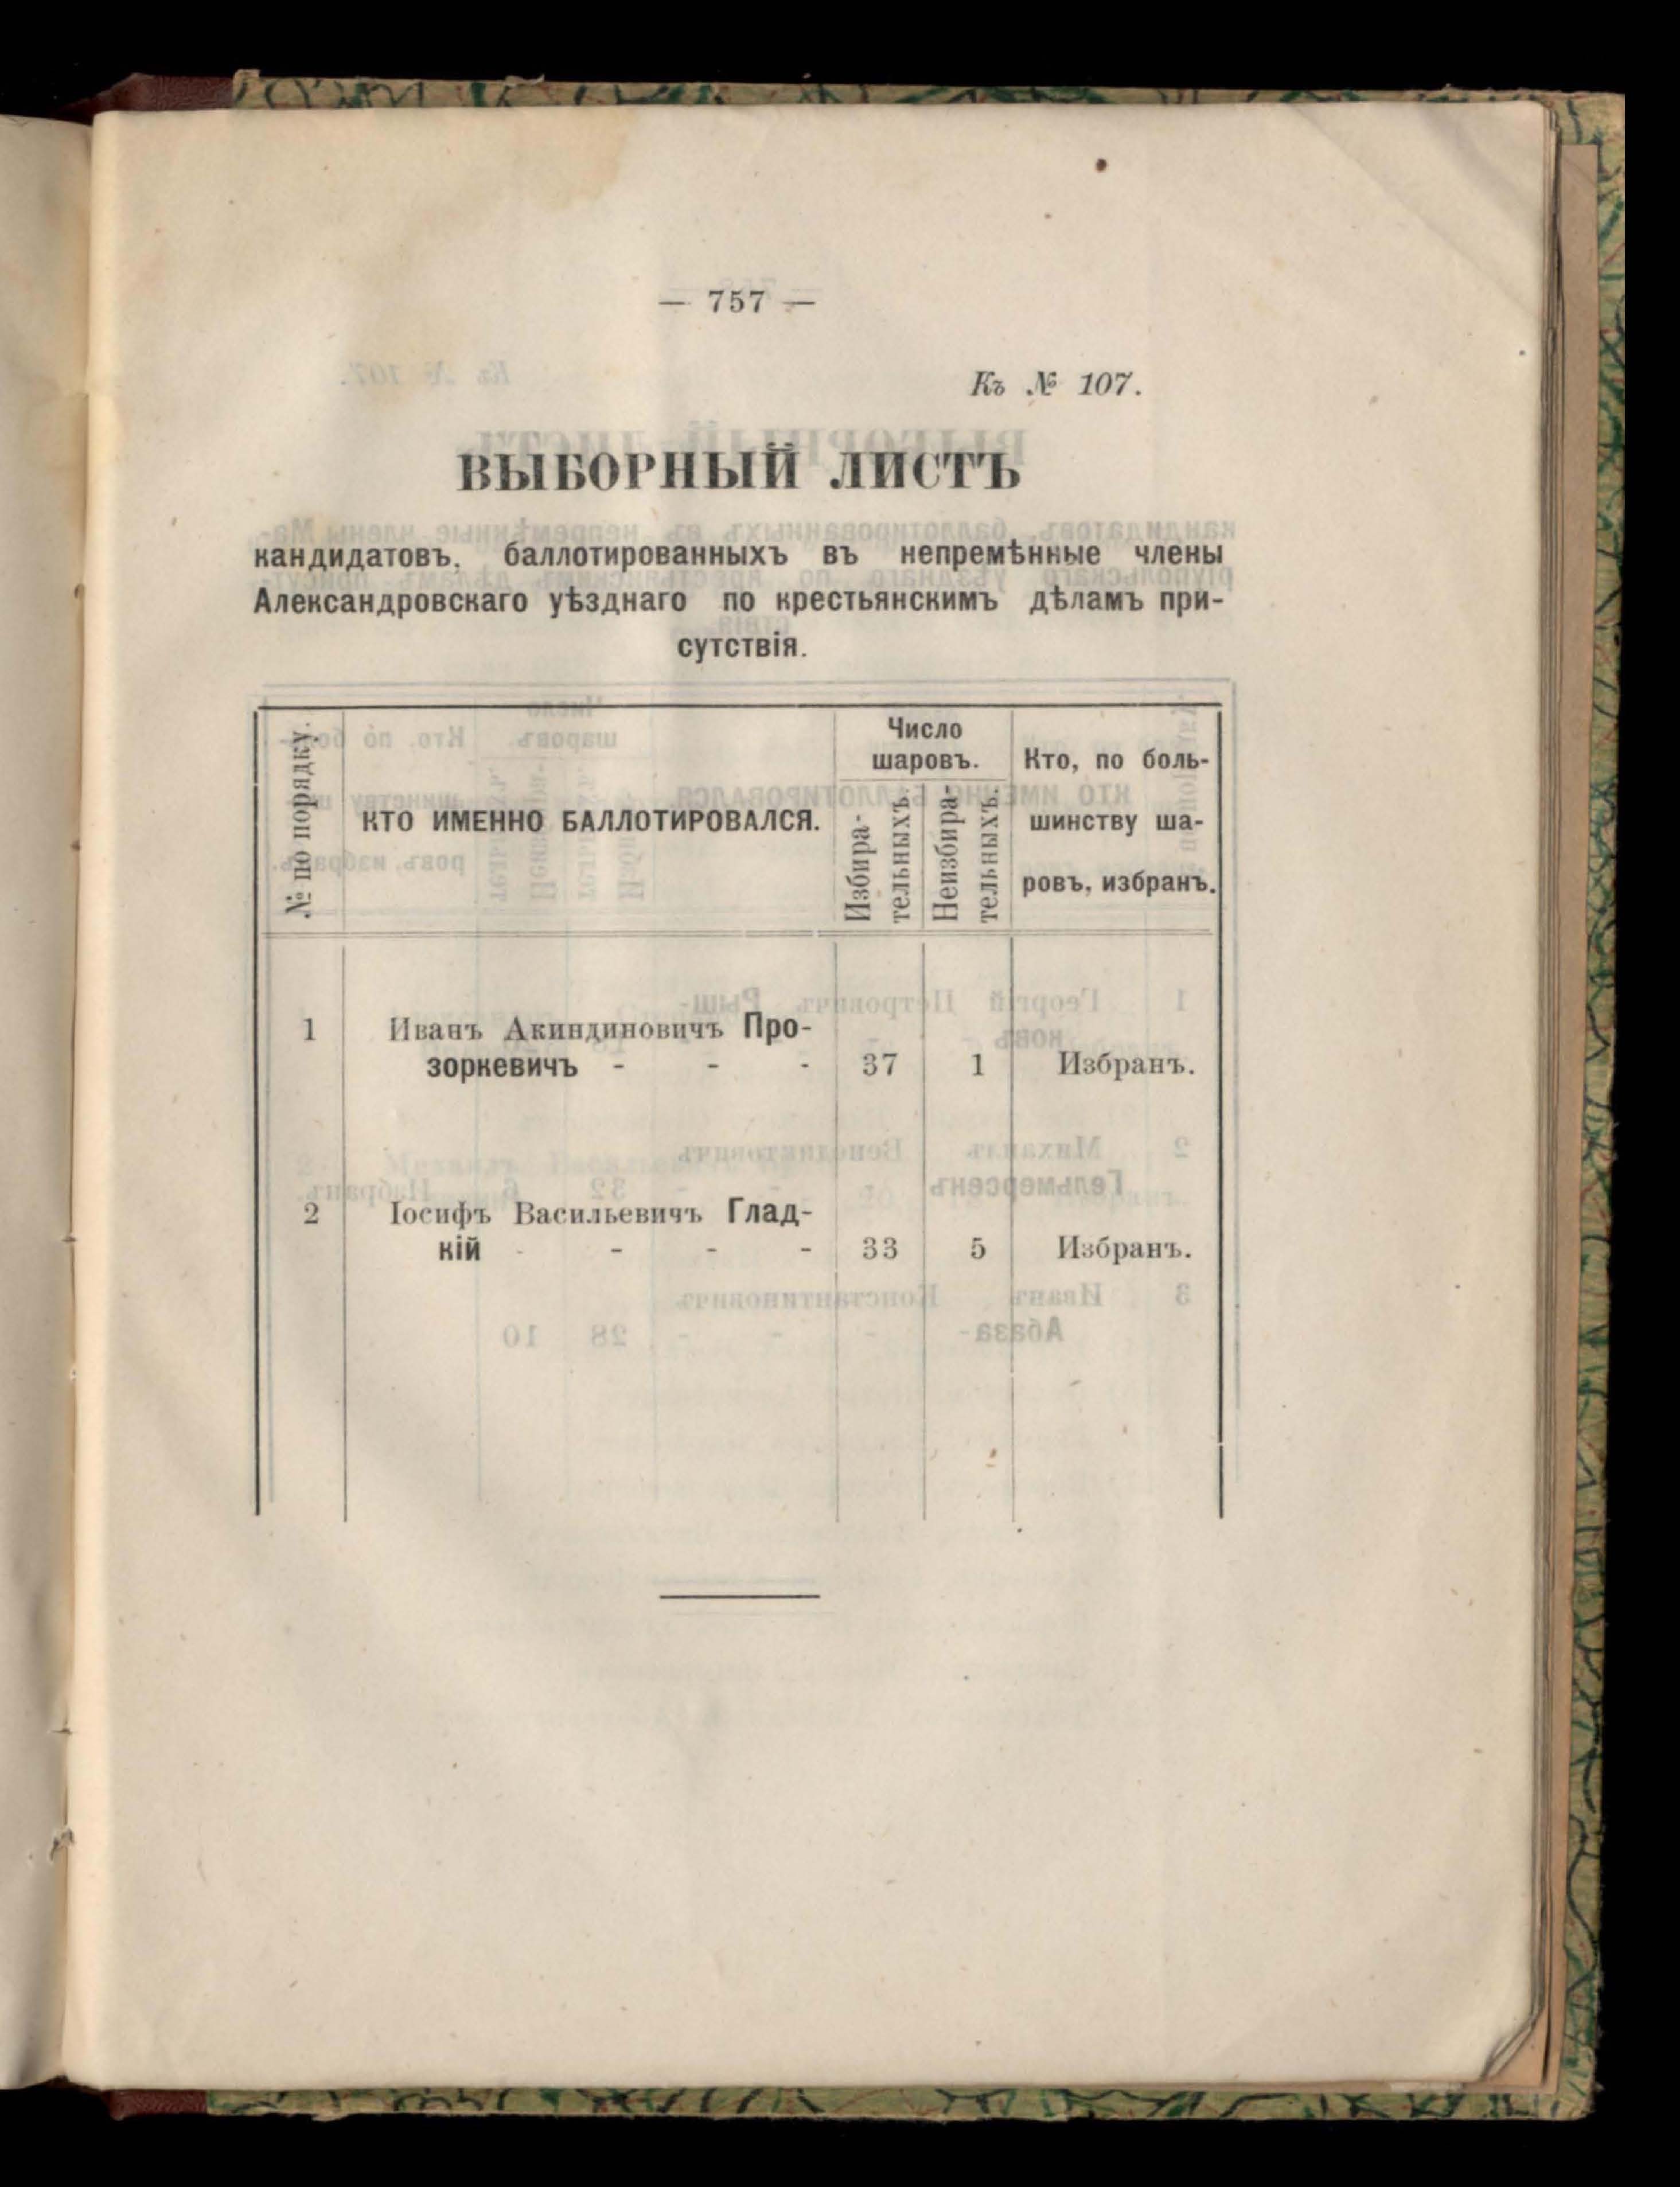 — 757 —
Къ № 107.
ВЫБОРНЫЙ ЛИСТЪ
кандидатовъ, баллотированныхъ въ непремѣнные члены
Александровскаго уѣзднаго по крестьянскимъ дѣламъ при-
сутствія.
№ по порядку.
КТО ИМЕННО БАЛЛОТИРОВАЛСЯ.
Число
шаровъ.
Избира-
тельныхъ.
Неизбира-
тельныхъ.
Кто, по боль-
шинству ша-
ровъ, избранъ.
1 Иванъ Акиндиновичъ Про-
зоркевичъ - - - 37 1 Избранъ.
2 Іосифъ Васильевичъ Глад-
кій - - - - 33 5 Избранъ.